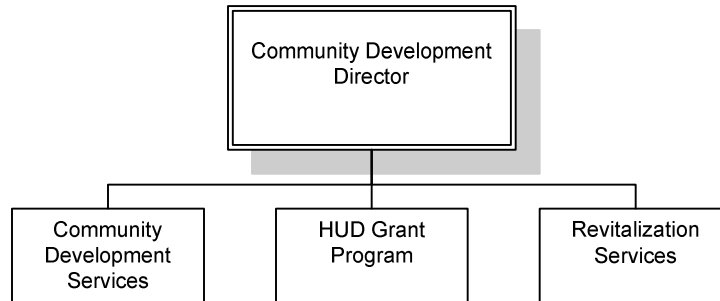 Community Development
Director
Community
Development
Services
HUD Grant
Program
Revitalization
Services